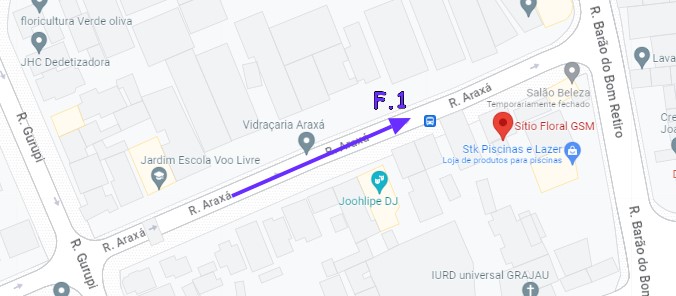 floricultura Verde oliva
JHC Dedetizadora
R. Gurupi
R. Gurupi
Jardim Escola Voo Livre
Vidraçaria Araxá
R. Araxá
R. Araxá
R. Araxá
R. Araxá
F.1
Joohlipe DJ
Salão Beleza
Temporariamente fechado
Sítio Floral GSM
Stk Piscinas e Lazer
Loja de produtos para piscinas
IURD universal GRAJAU
R. Barão do Bom Retiro
R. Barão do Bom
Lava
Cre
Joa